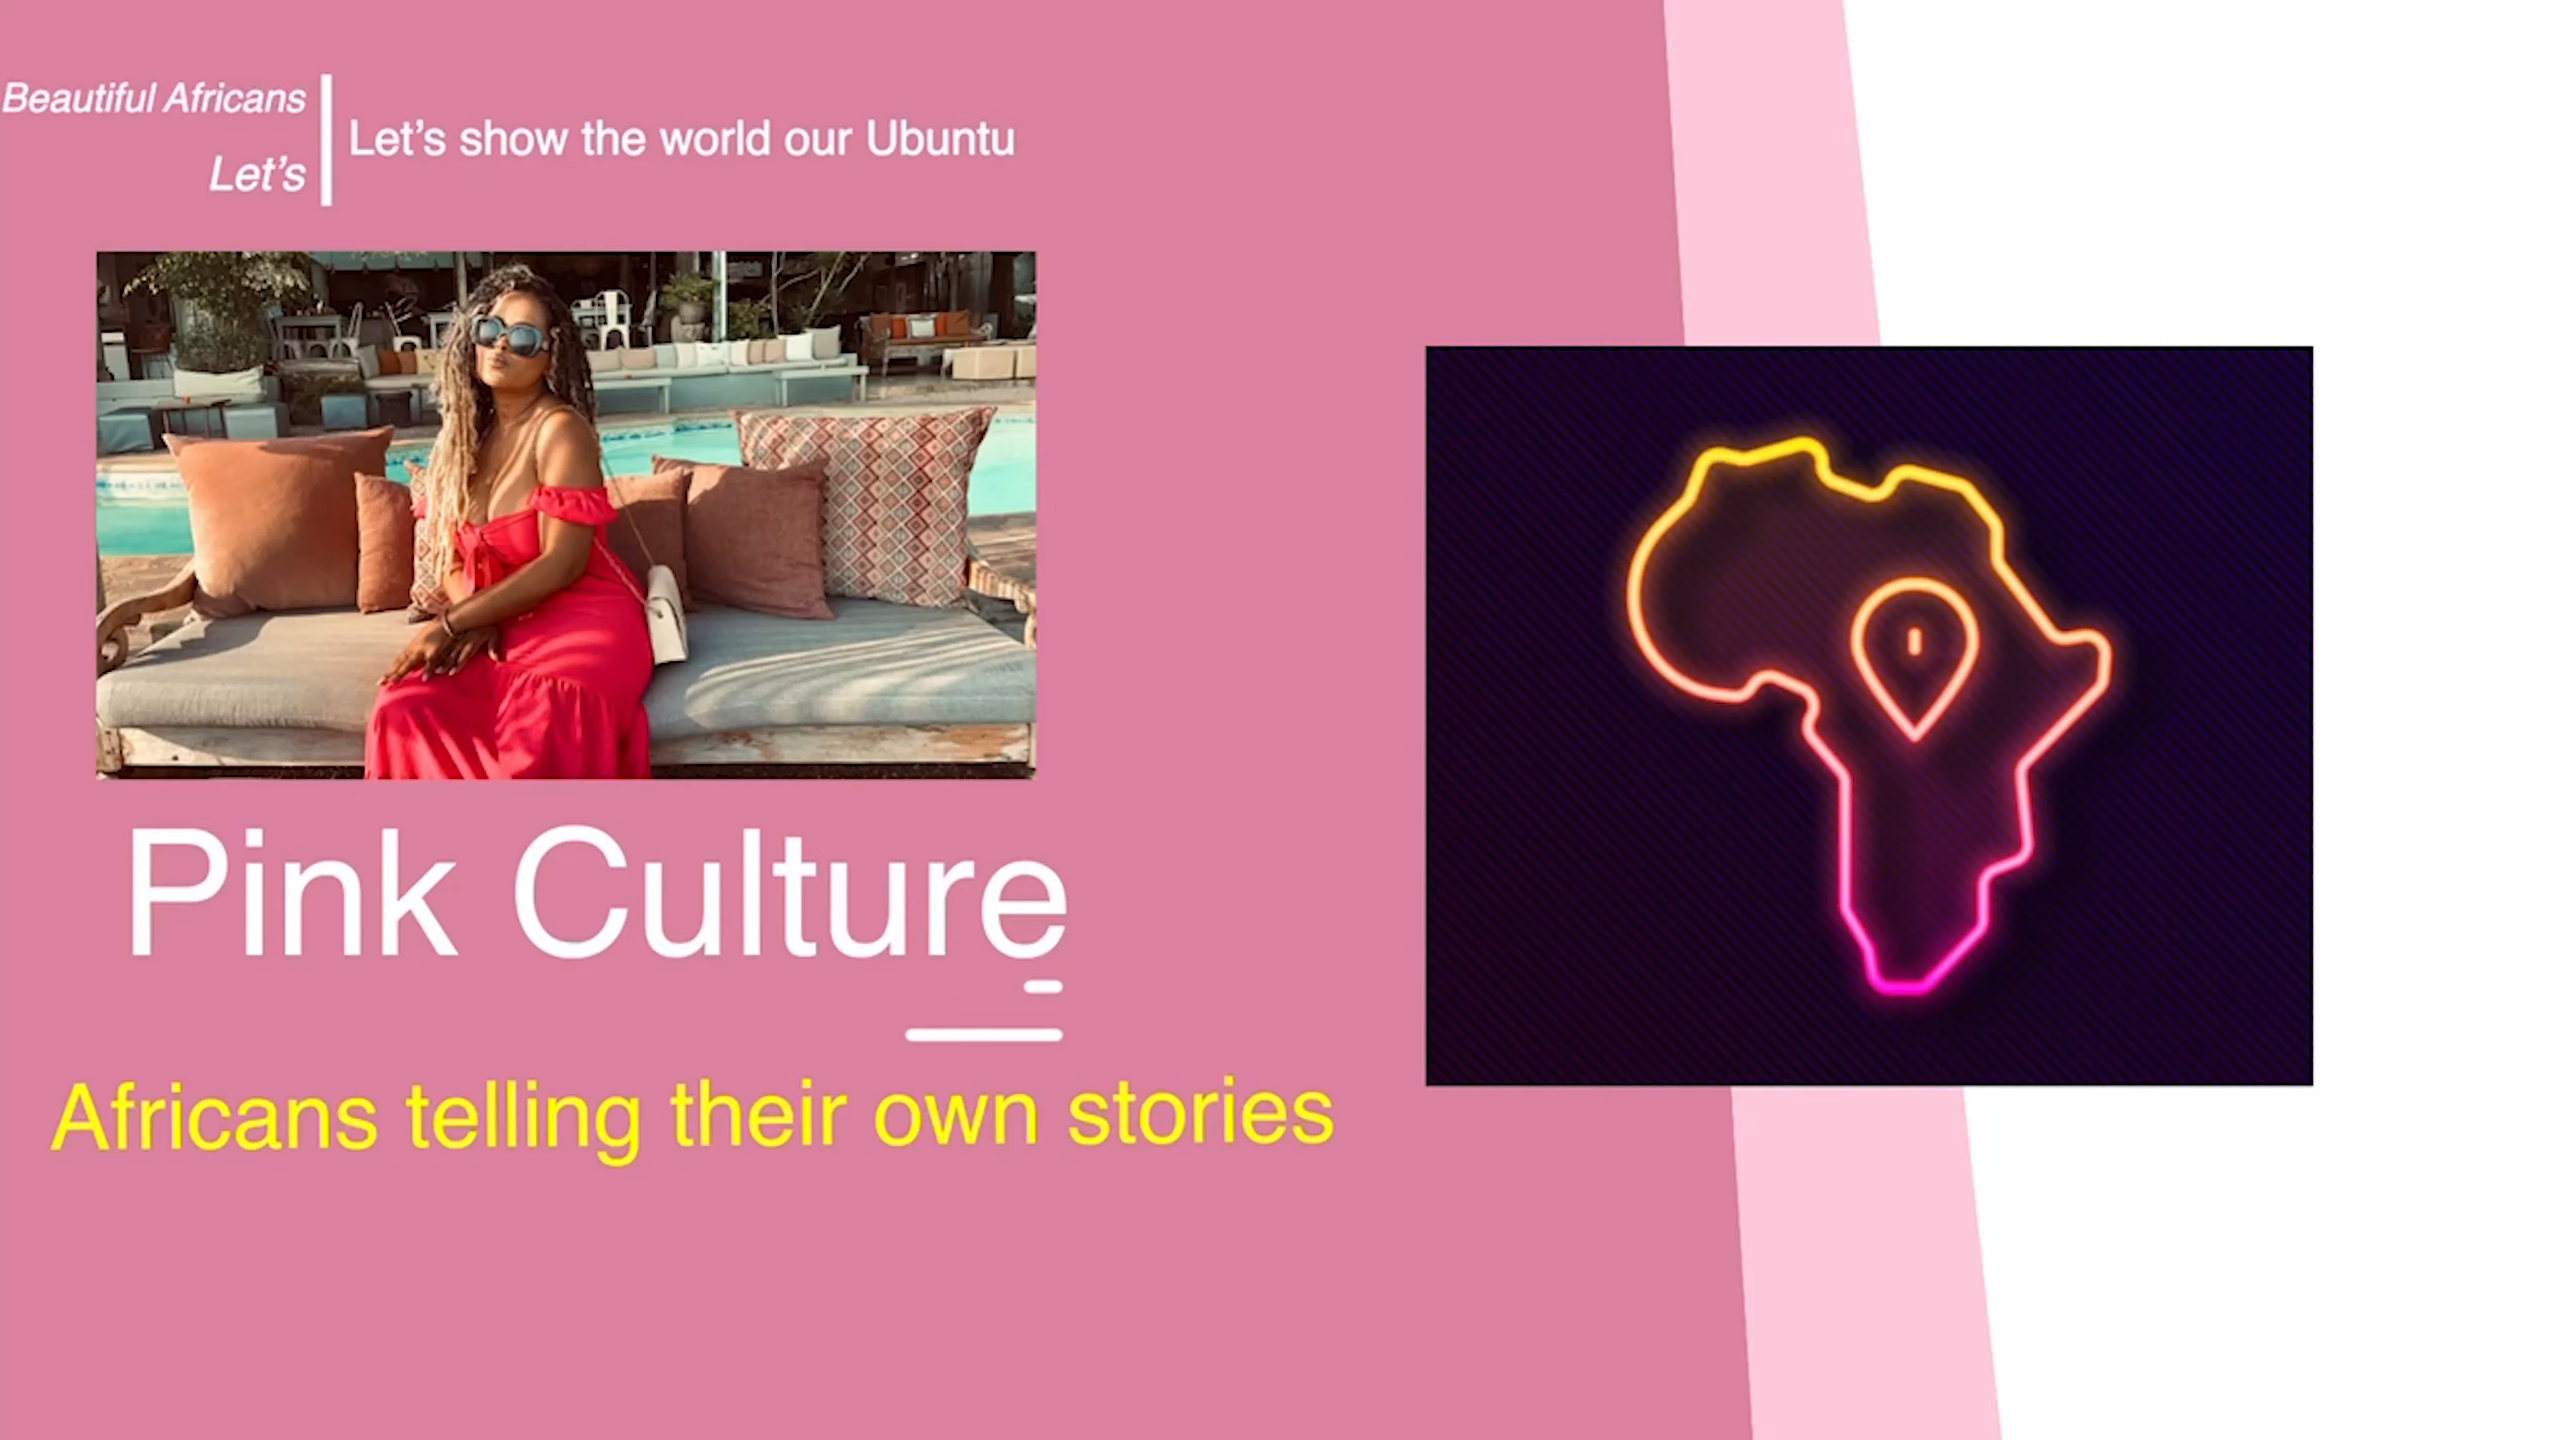 Beautiful Africans
Let’s
Let’s show the world our Ubuntu
Pink Culture
Africans telling their own stories